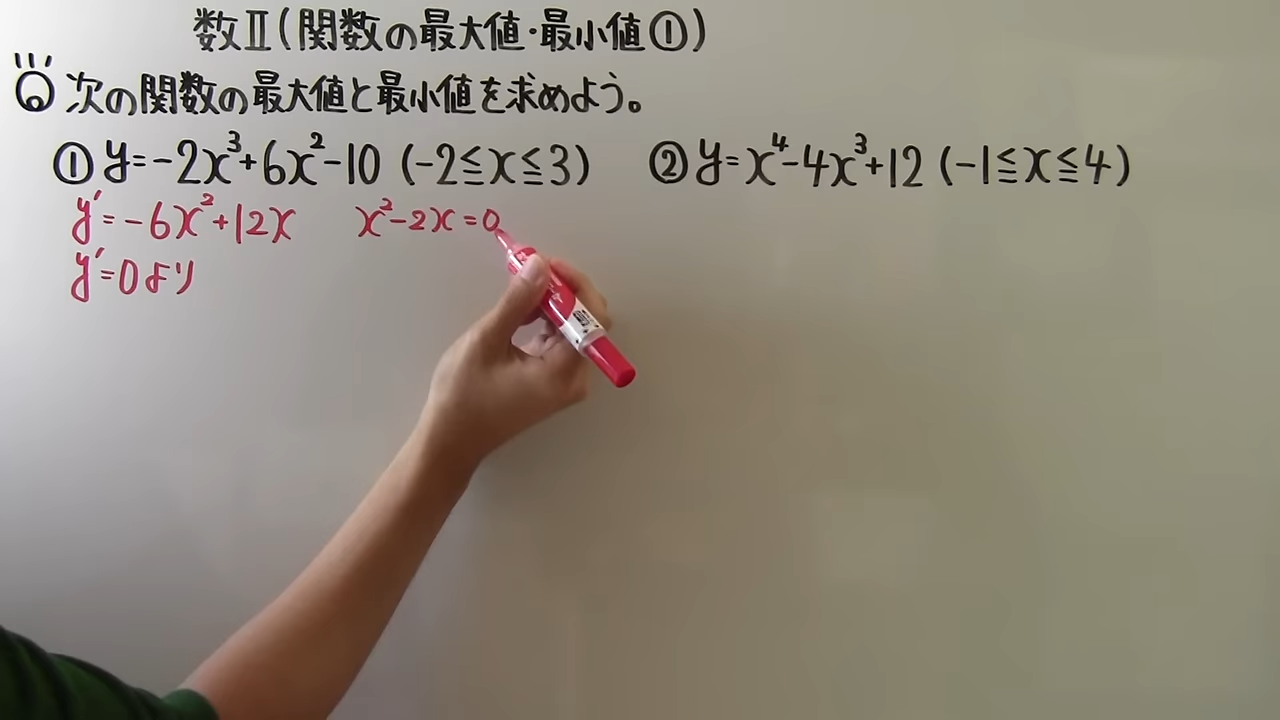 数Ⅱ(関数の最大値・最小値①)
Q 次の関数の最大値と最小値を求めよう。
① y=-2x³+6x²-10 (-2≦x≦3)
② y=x⁴-4x³+12 (-1≦x≦4)
y'=-6x²+12x
y'=0より
x²-2x=0